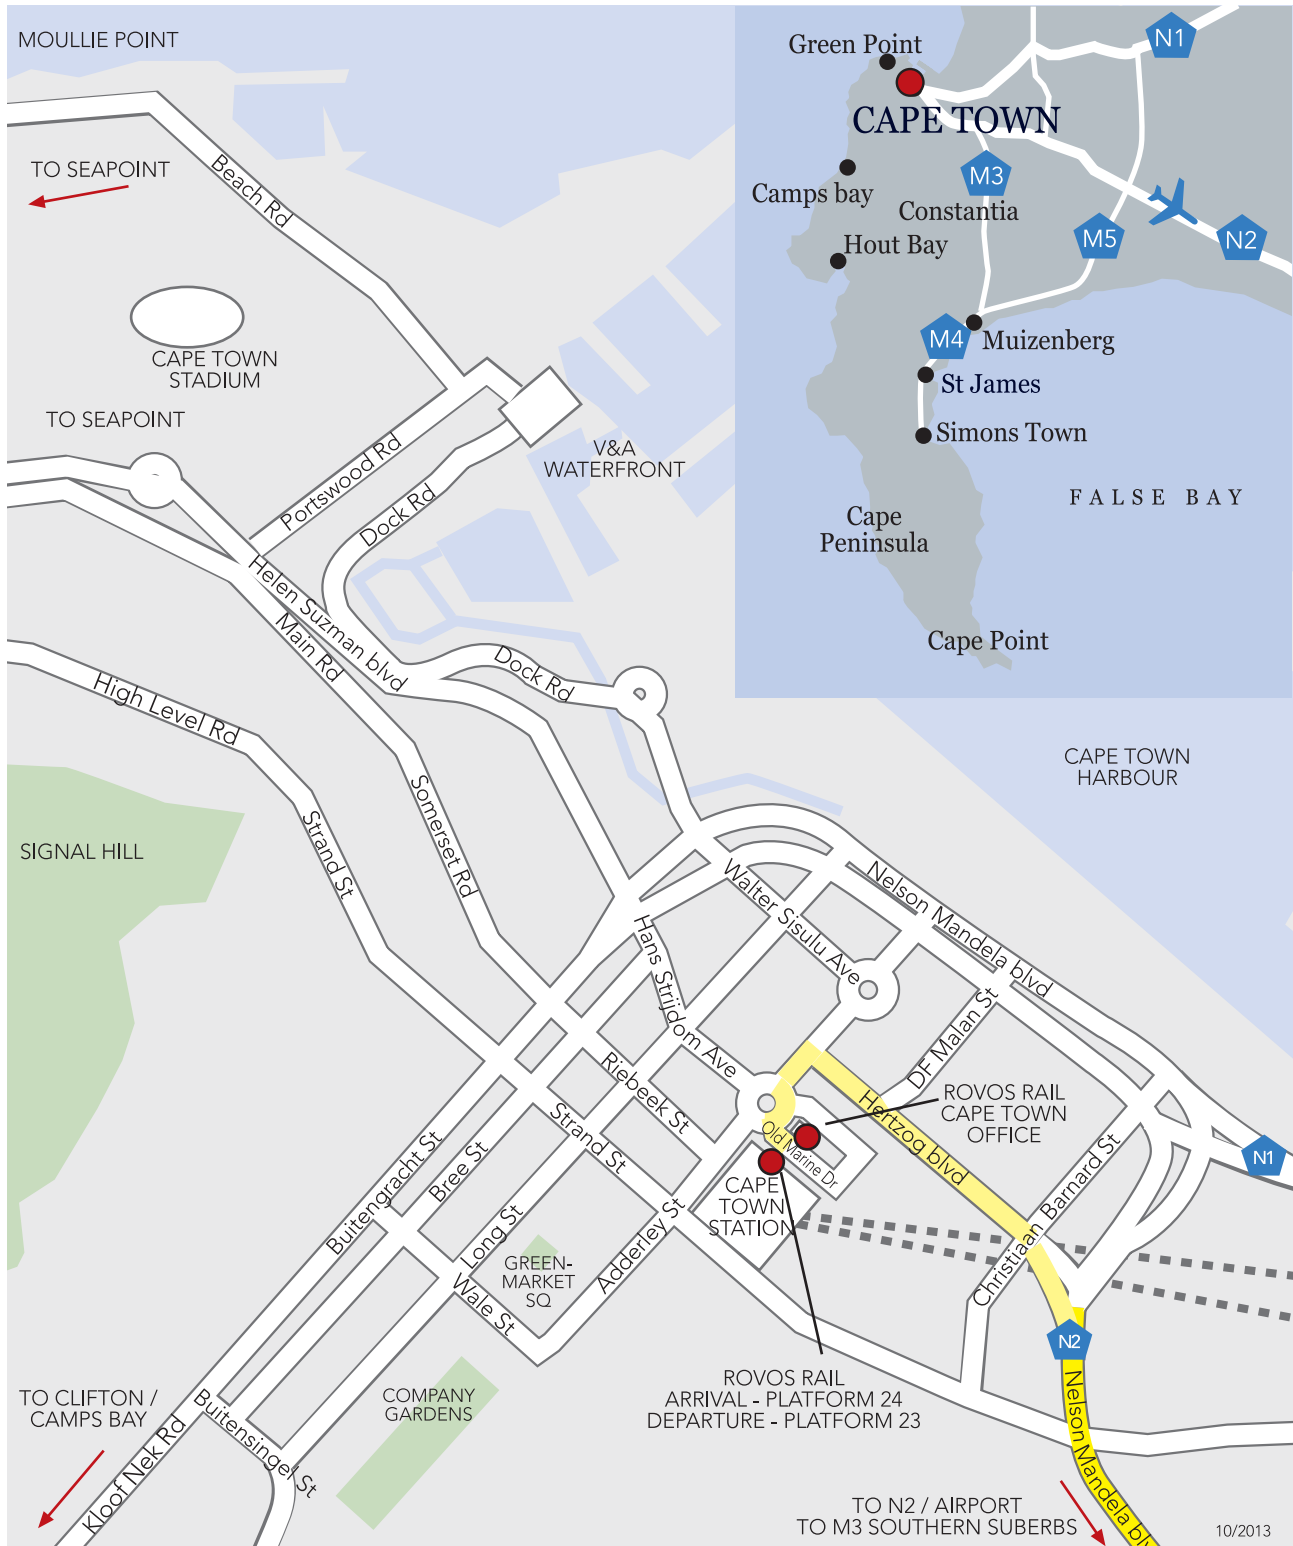 MOULLIE POINT
TO SEAPOINT
Beach Rd
CAPE TOWN
STADIUM
TO SEAPOINT
Portswood Rd
Dock Rd
V&A
WATERFRONT
Helen Suzman blvd
Main Rd
Dock Rd
High Level Rd
Somerset Rd
Strand St
SIGNAL HILL
Green Point
CAPE TOWN
N1
Camps bay
M3
Constantia
M5
N2
Hout Bay
M4
Muizenberg
St James
Simons Town
FALSE BAY
Cape
Peninsula
Cape Point
CAPE TOWN
HARBOUR
Nelson Mandela blvd
Walter Sisulu Ave
Hans Strijdom Ave
DF Malan St
Riebeek St
Strand St
Hertzog blvd
ROVOS RAIL
CAPE TOWN
OFFICE
Old Marine Dr
CAPE
TOWN
STATION
Christiaan Barnard St
N1
Buitengracht St
Bree St
Long St
Adderley St
GREEN-
MARKET
SQ
Wale St
N2
ROVOS RAIL
ARRIVAL - PLATFORM 24
DEPARTURE - PLATFORM 23
COMPANY
GARDENS
TO CLIFTON /
CAMPS BAY
Buitensingel St
Kloof Nek Rd
Nelson Mandela blv
TO N2 / AIRPORT
TO M3 SOUTHERN SUBERBS
10/2013